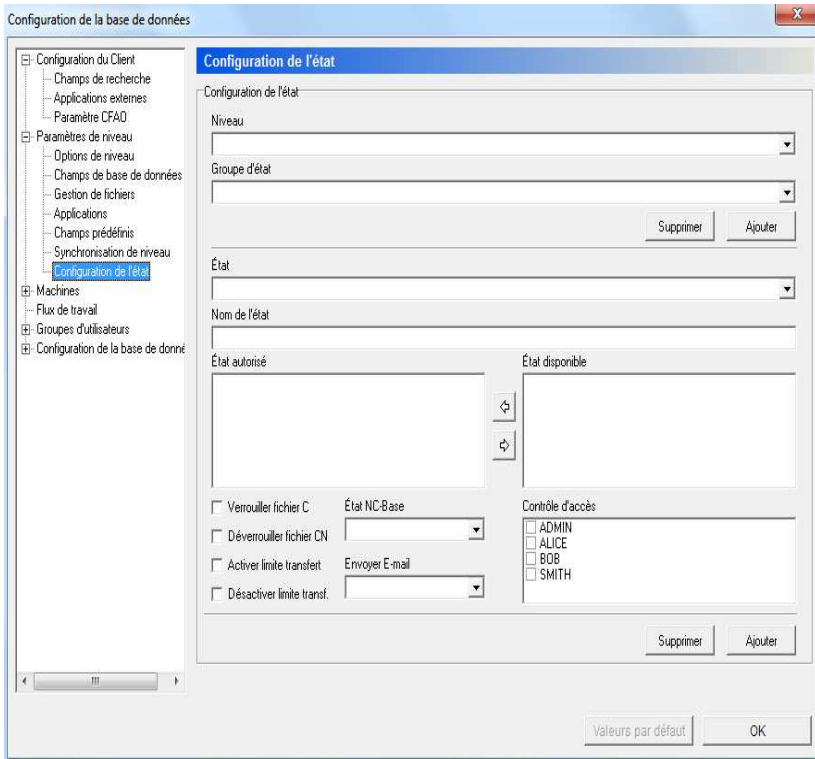 Configuration de la base de données
X
Configuration du Client
Champs de recherche
Applications externes
Paramètre CFAO
Paramètres de niveau
Options de niveau
Champs de base de données
Gestion de fichiers
Applications
Champs prédéfinis
Synchronisation de niveau
Configuration de l'état
Machines
Flux de travail
Groupes d'utilisateurs
Configuration de la base de donné
Configuration de l'état
Configuration de l'état
Niveau
Groupe d'état
Supprimer
Ajouter
État
Nom de l'état
État autorisé
État disponible
Verrouiller fichier C
État NC-Base
Déverrouiller fichier CN
Activer limite transfert
Envoyer E-mail
Désactiver limite transf.
Contrôle d'accès
ADMIN
ALICE
BOB
SMITH
Supprimer
Ajouter
Valeurs par défaut
OK